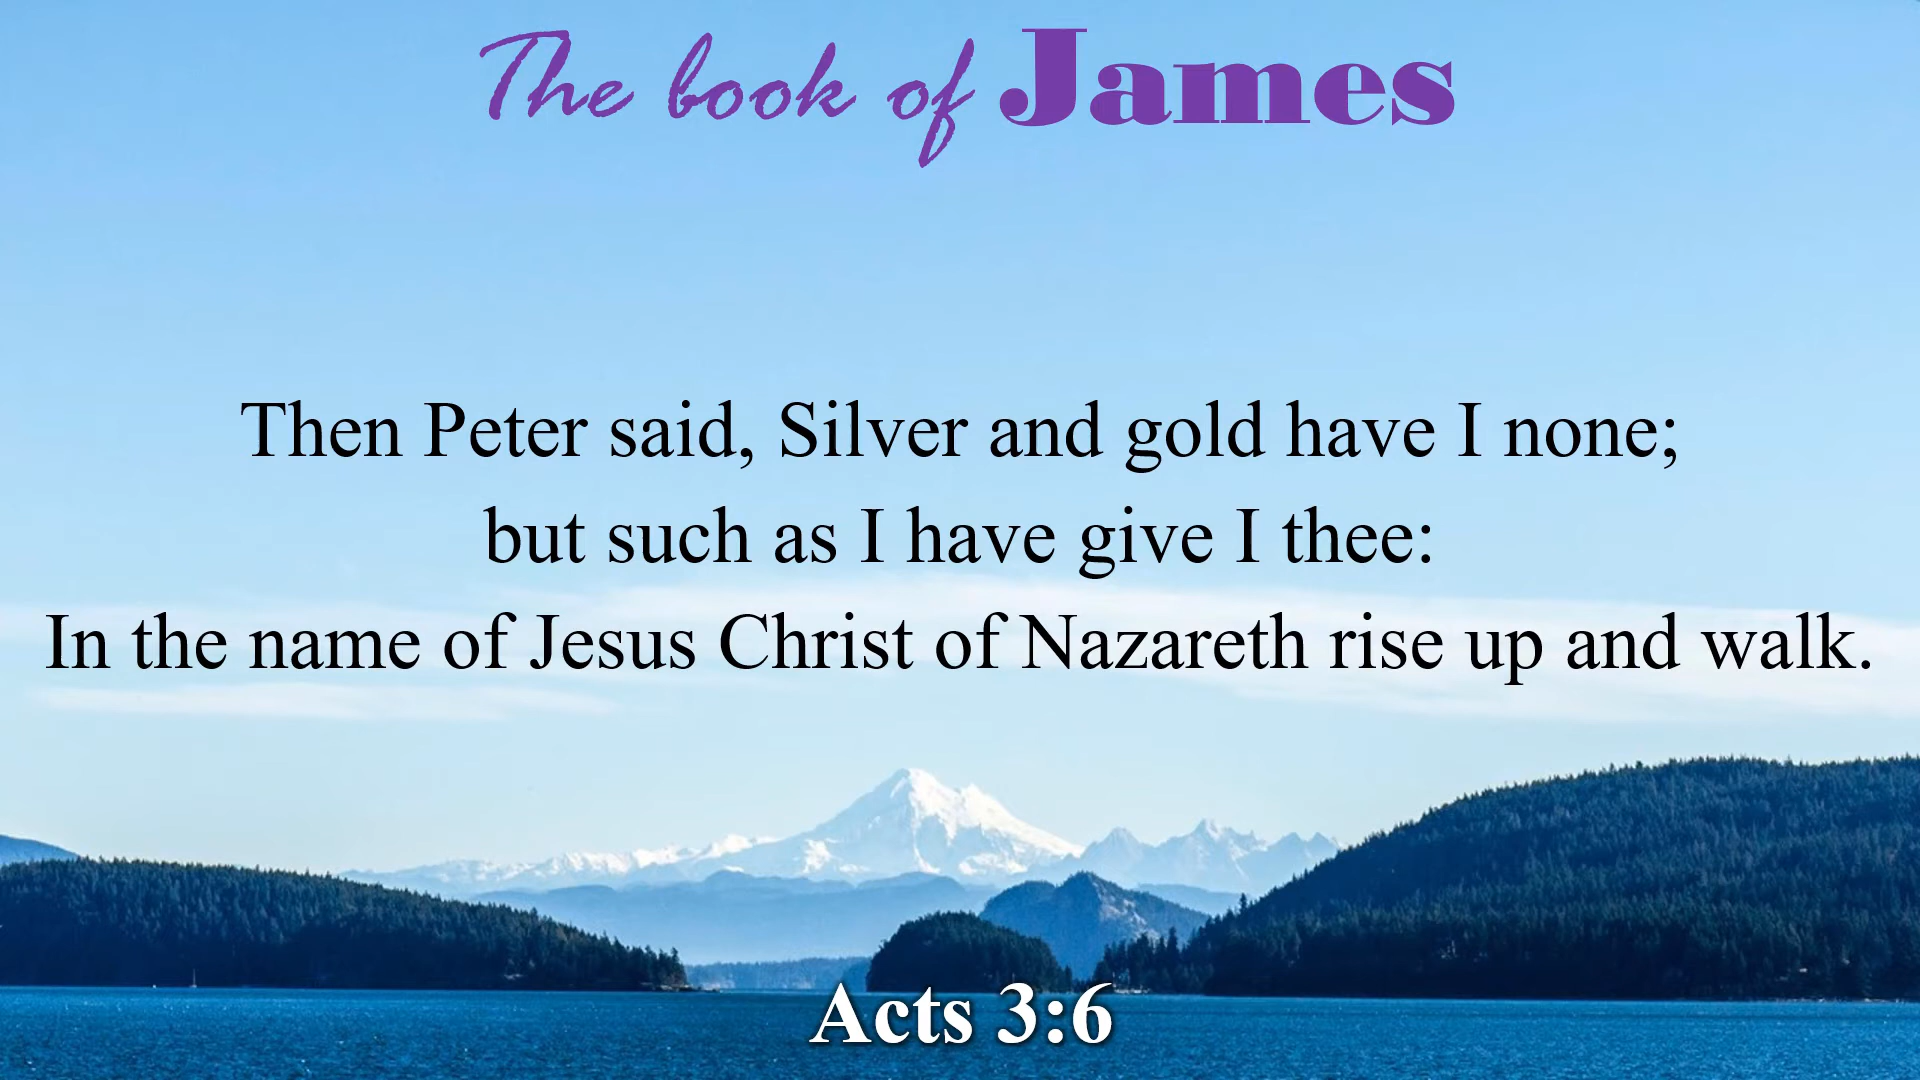 The book of James
Then Peter said, Silver and gold have I none;
but such as I have give I thee:
In the name of Jesus Christ of Nazareth rise up and walk.
Acts 3:6